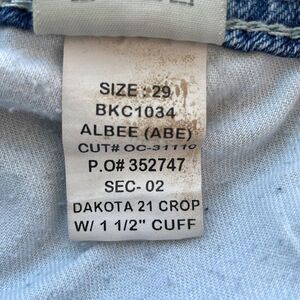 SIZE : 29
BKC1034
ALBEE (ABE)
CUT# OC-31110
P.O# 352747
SEC- 02
DAKOTA 21 CROP
W/ 1 1/2" CUFF